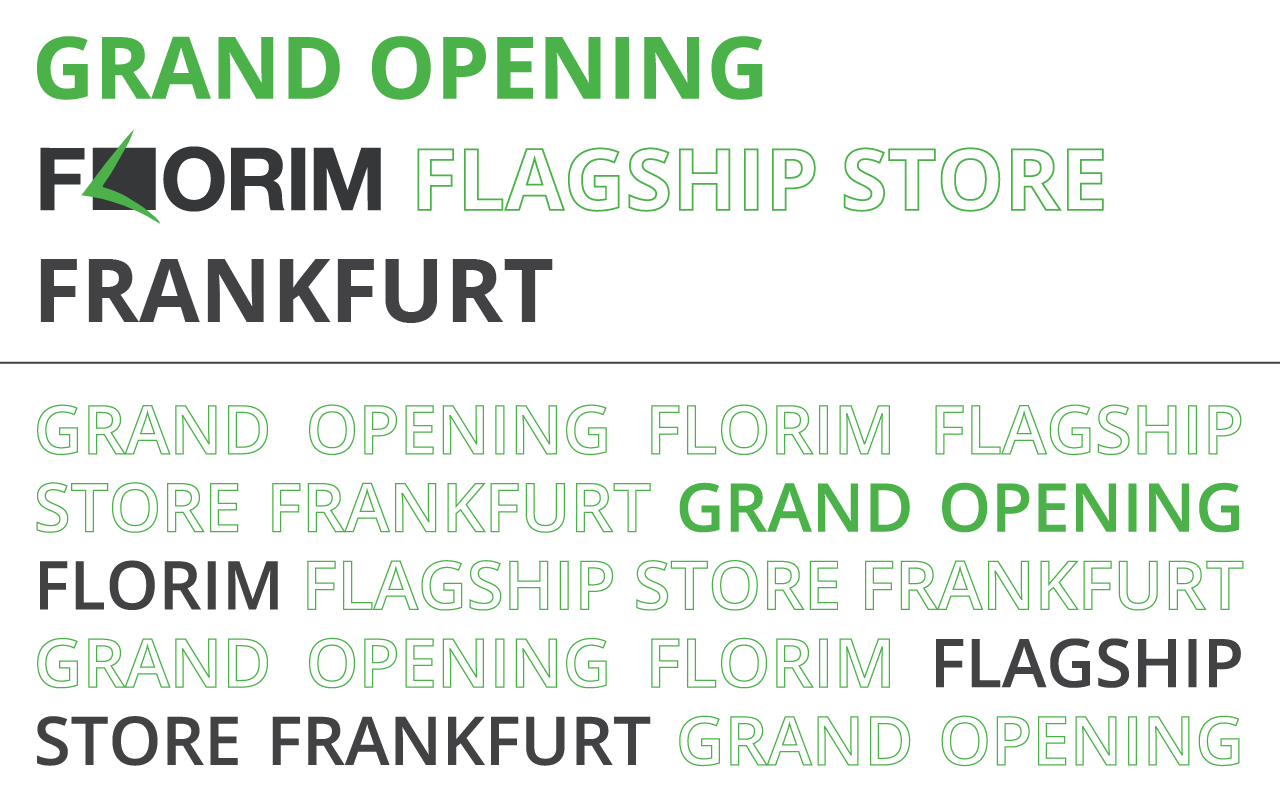 GRAND OPENING
FLORIM FLAGSHIP STORE
FRANKFURT
GRAND OPENING FLORIM FLAGSHIP
STORE FRANKFURT GRAND OPENING
FLORIM FLAGSHIP STORE FRANKFURT
GRAND OPENING FLORIM FLAGSHIP
STORE FRANKFURT GRAND OPENING